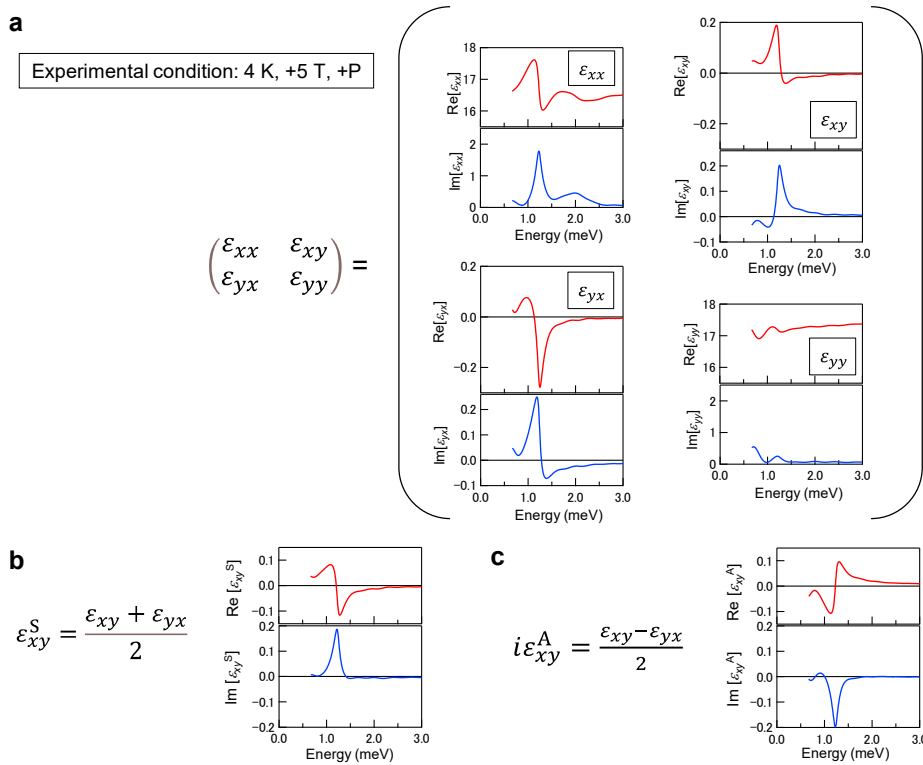 a
Experimental condition: 4 K, +5 T, +P
(εxx εxy
εyx εyy) =
18
16
Re[εxx]
εxx
2
1
0
Im[εxx]
0.0 1.0 2.0 3.0
Energy (meV)
0.2
0.0
−0.2
Re[εxy]
εxy
0.2
0.1
0.0
−0.1
Im[εxy]
0.0 1.0 2.0 3.0
Energy (meV)
0.0
−0.2
Re[εyx]
εyx
0.2
0.1
0.0
−0.1
Im[εyx]
0.0 1.0 2.0 3.0
Energy (meV)
18
17
16
15
Re[εyy]
εyy
2
1
0
Im[εyy]
0.0 1.0 2.0 3.0
Energy (meV)
b
ε^S_xy = (εxy + εyx)/2
0.1
0.0
−0.1
Re [εxy^S]
0.2
0.1
0.0
−0.1
−0.2
Im [εxy^S]
0.0 1.0 2.0 3.0
Energy (meV)
c
iε^A_xy = (εxy−εyx)/2
0.1
0.0
−0.1
Re [εxy^A]
0.2
0.1
0.0
−0.1
−0.2
Im [εxy^A]
0.0 1.0 2.0 3.0
Energy (meV)